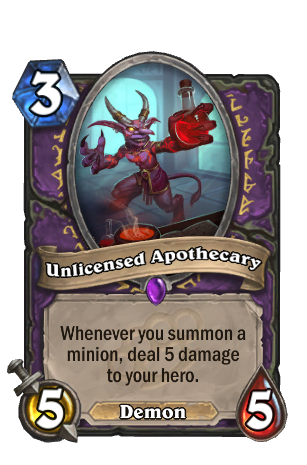 3
Unlicensed Apothecary
Whenever you summon a
minion, deal 5 damage
to your hero.
5
Demon
5